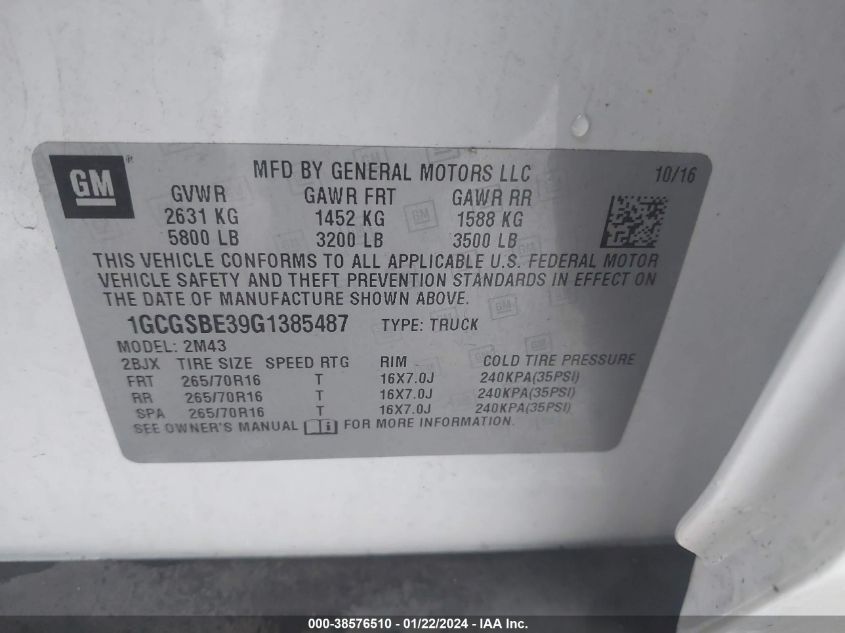 GM
MFD BY GENERAL MOTORS LLC 10/16
GVWR GAWR FRT GAWR RR
2631 KG 1452 KG 1588 KG
5800 LB 3200 LB 3500 LB
THIS VEHICLE CONFORMS TO ALL APPLICABLE U.S. FEDERAL MOTOR
VEHICLE SAFETY AND THEFT PREVENTION STANDARDS IN EFFECT ON
THE DATE OF MANUFACTURE SHOWN ABOVE.
1GCGSBE39G1385487 TYPE: TRUCK
MODEL: 2M43
2BJX TIRE SIZE SPEED RTG RIM COLD TIRE PRESSURE
FRT 265/70R16 T 16X7.0J 240KPA(35PSI)
RR 265/70R16 T 16X7.0J 240KPA(35PSI)
SPA 265/70R16 T 16X7.0J 240KPA(35PSI)
SEE OWNER'S MANUAL FOR MORE INFORMATION.
000-38576510 - 01/22/2024 - IAA Inc.